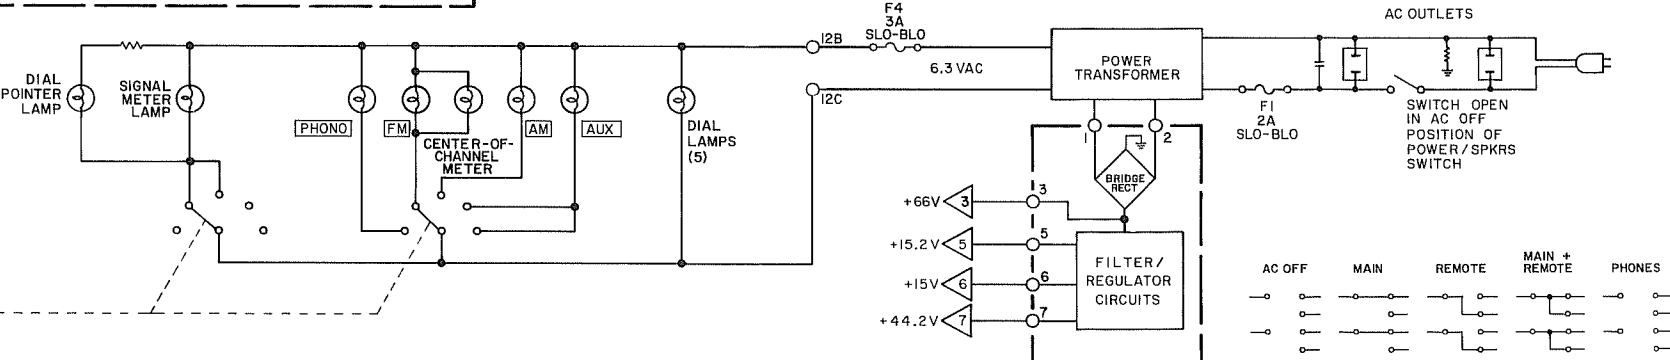 DIAL
POINTER
LAMP
SIGNAL
METER
LAMP
PHONO
FM
CENTER-OF-
CHANNEL
METER
AM
AUX
DIAL
LAMPS
(5)
12B
12C
F4
3A
SLO-BLO
6.3 VAC
POWER
TRANSFORMER
AC OUTLETS
F1
2A
SLO-BLO
SWITCH OPEN
IN AC OFF
POSITION OF
POWER/SPKRS
SWITCH
1
2
BRIDGE
RECT
+66V 3 3
+15.2V 5 5
+15V 6 6
+44.2V 7 7
FILTER/
REGULATOR
CIRCUITS
AC OFF
MAIN
REMOTE
MAIN +
REMOTE
PHONES